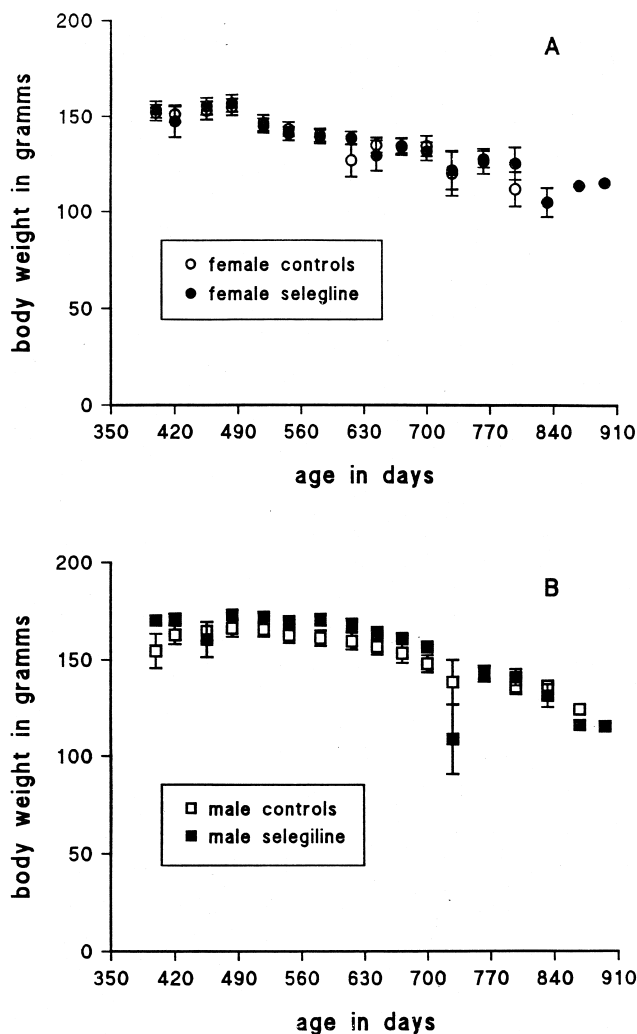 A
200
150
100
50
0
body weight in gramms
female controls
female selegline
350 420 490 560 630 700 770 840 910
age in days
B
200
150
100
50
0
body weight in gramms
male controls
male selegiline
350 420 490 560 630 700 770 840 910
age in days